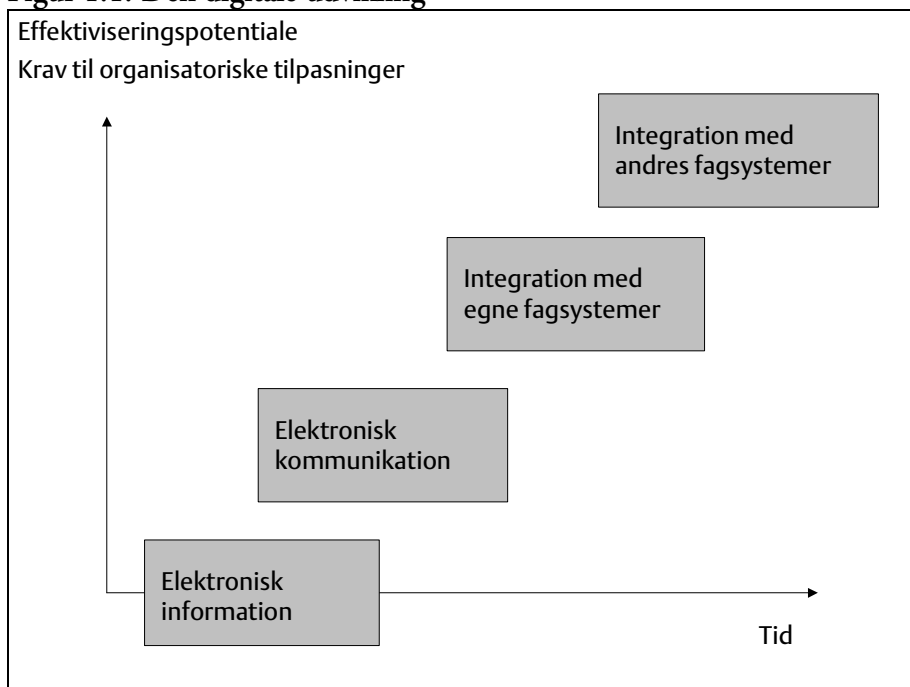 Effektiviseringspotentiale
Krav til organisatoriske tilpasninger
Integration med
andres fagsystemer
Integration med
egne fagsystemer
Elektronisk
kommunikation
Elektronisk
information
Tid